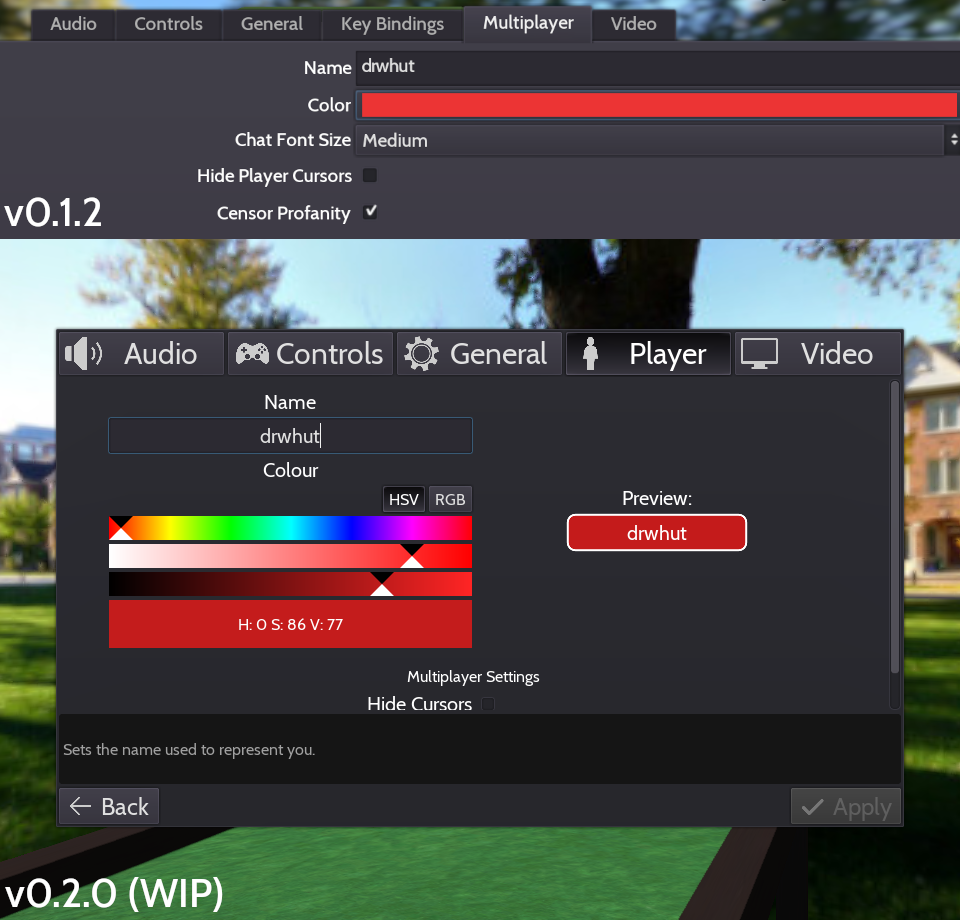 Audio Controls General Key Bindings Multiplayer Video
Name drwhut
Color
Chat Font Size Medium
Hide Player Cursors
Censor Profanity
v0.1.2
Audio Controls General Player Video
Name
drwhut
Colour
HSV RGB
Preview:
drwhut
H: 0 S: 86 V: 77
Multiplayer Settings
Hide Cursors
Sets the name used to represent you.
Back Apply
v0.2.0 (WIP)